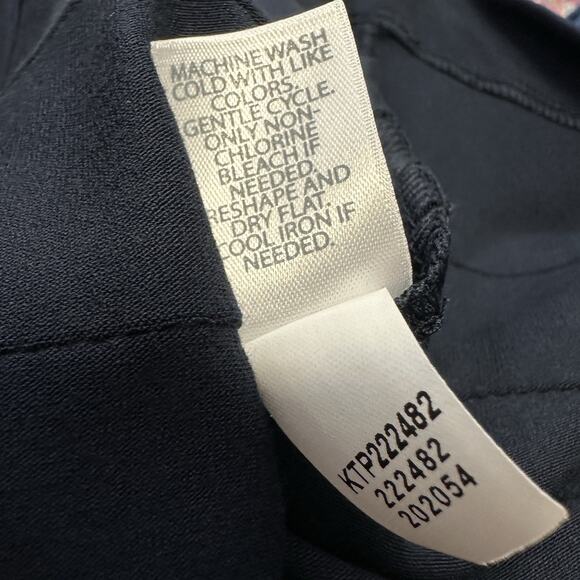 MACHINE WASH
COLD WITH LIKE
COLORS.
GENTLE CYCLE.
ONLY NON-
CHLORINE
BLEACH IF
NEEDED.
RESHAPE AND
DRY FLAT.
COOL IRON IF
NEEDED.
KTP222482
222482
202054